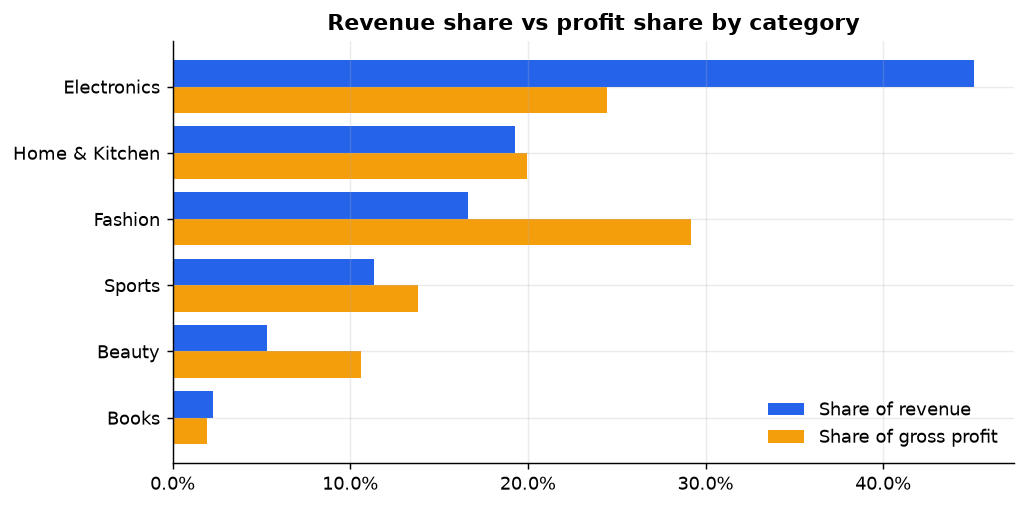 Revenue share vs profit share by category
Electronics
Home & Kitchen
Fashion
Sports
Beauty
Books
Share of revenue
Share of gross profit
0.0% 10.0% 20.0% 30.0% 40.0%